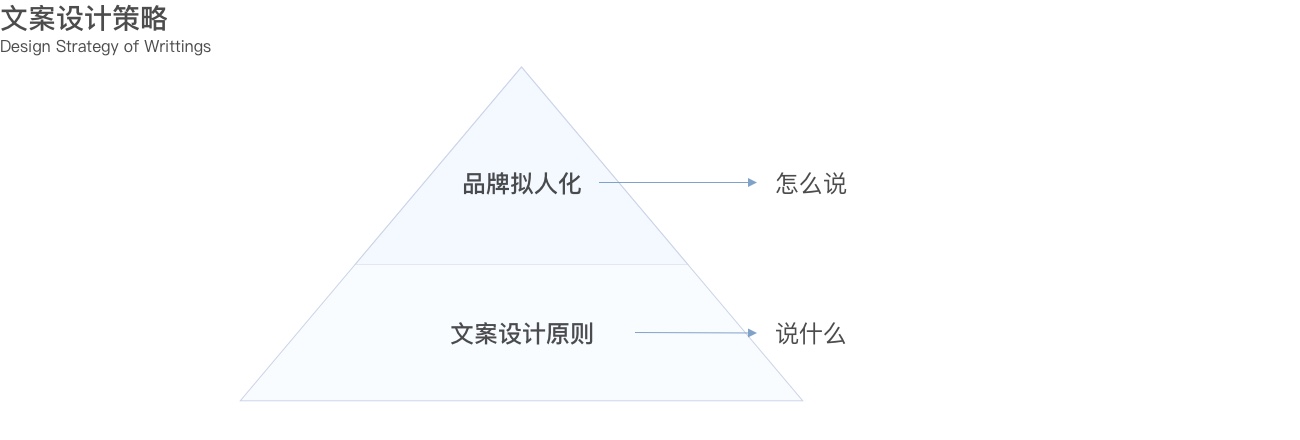 文案设计策略
Design Strategy of Writtings
品牌拟人化
怎么说
文案设计原则
说什么